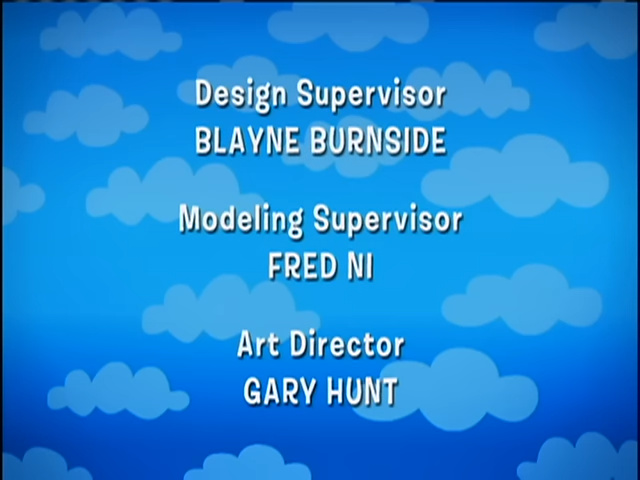 Design Supervisor
BLAYNE BURNSIDE
Modeling Supervisor
FRED NI
Art Director
GARY HUNT